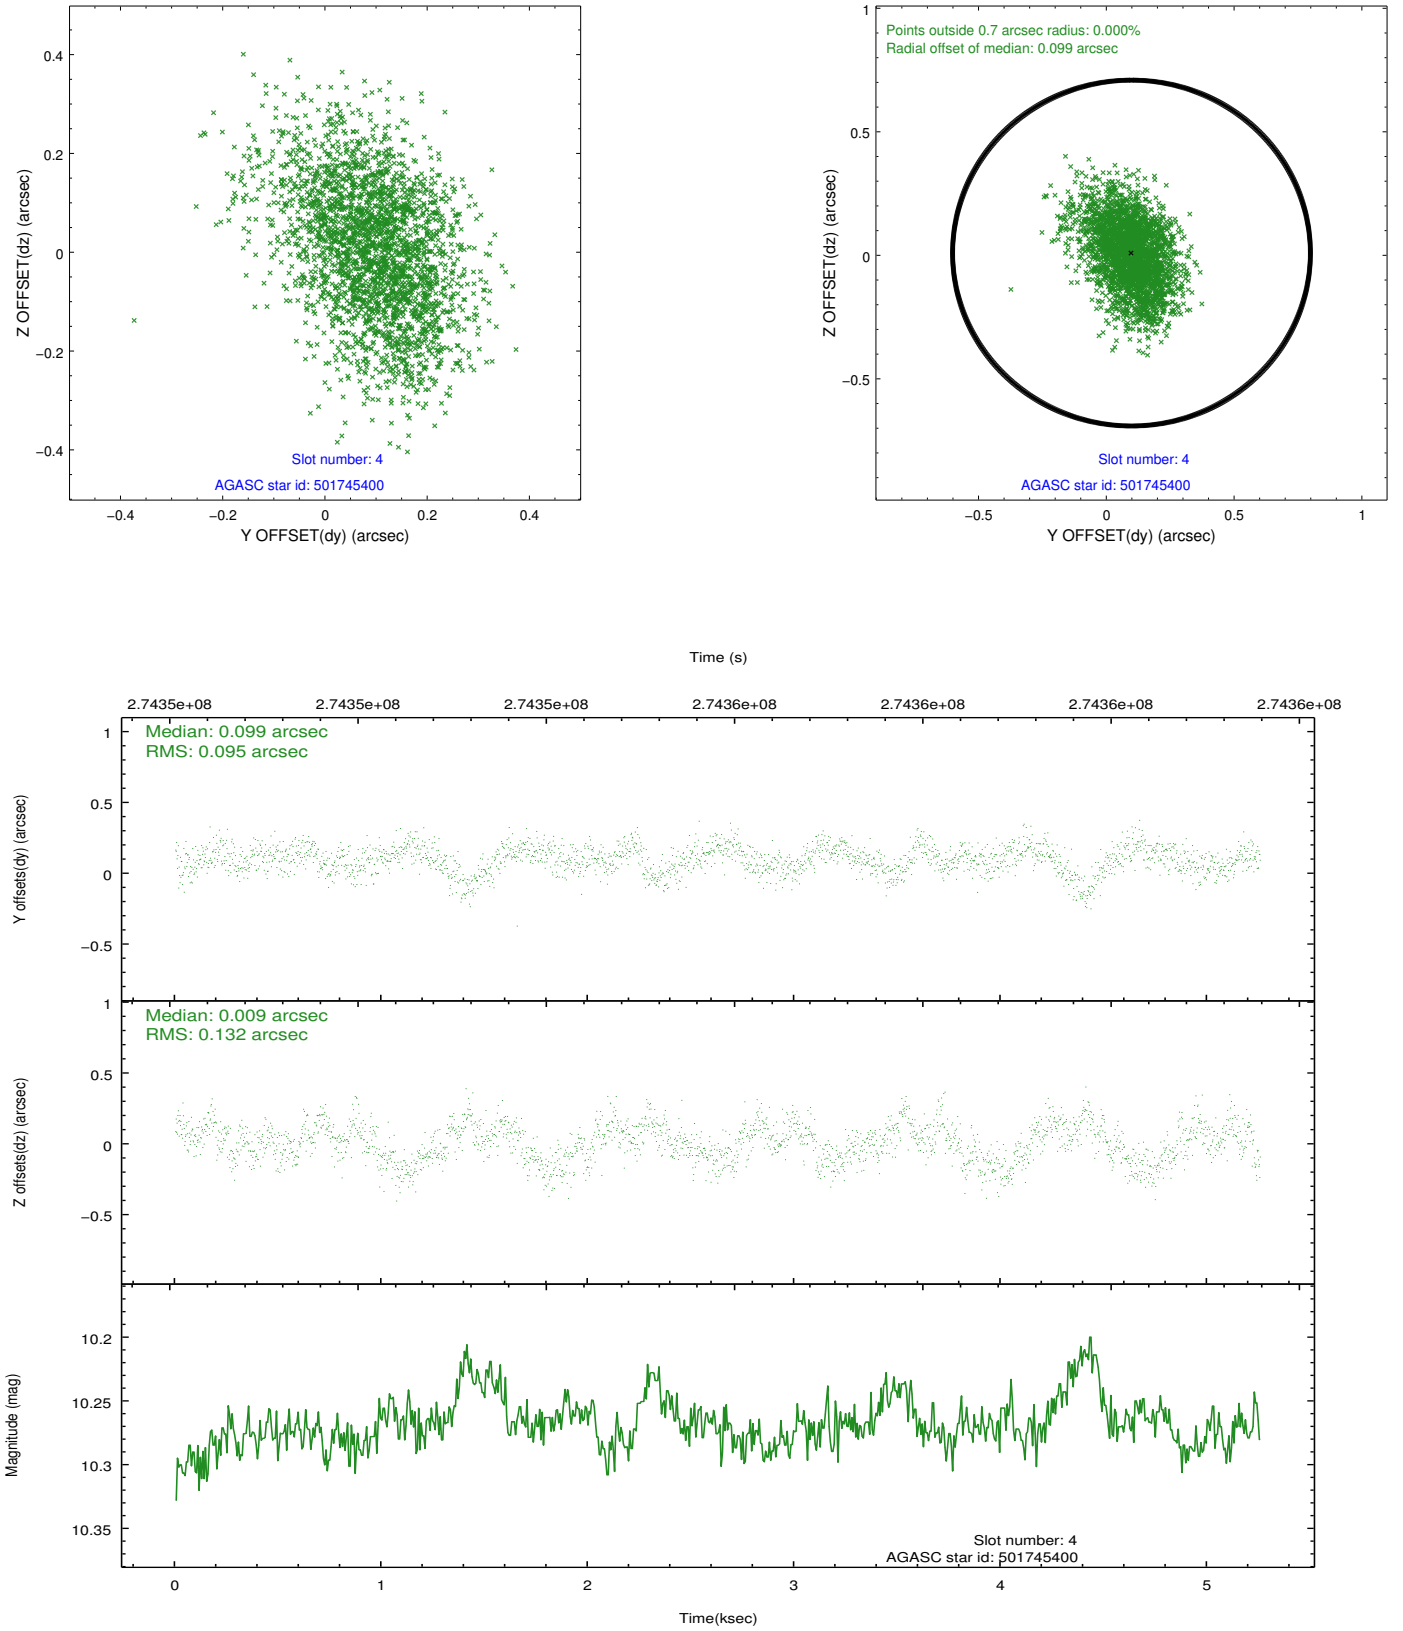 0.4
0.2
0
−0.2
−0.4
Z OFFSET(dz) (arcsec)
Slot number: 4
AGASC star id: 501745400
−0.4 −0.2 0 0.2 0.4
Y OFFSET(dy) (arcsec)
1
0.5
0
−0.5
Z OFFSET(dz) (arcsec)
Points outside 0.7 arcsec radius: 0.000%
Radial offset of median: 0.099 arcsec
Slot number: 4
AGASC star id: 501745400
−0.5 0 0.5 1
Y OFFSET(dy) (arcsec)
Time (s)
2.7435e+08 2.7435e+08 2.7435e+08 2.7436e+08 2.7436e+08 2.7436e+08 2.7436e+08
Median: 0.099 arcsec
RMS: 0.095 arcsec
1
0.5
0
−0.5
Y offsets(dy) (arcsec)
Median: 0.009 arcsec
RMS: 0.132 arcsec
1
0.5
0
−0.5
Z offsets(dz) (arcsec)
10.2
10.25
10.3
10.35
Magnitude (mag)
Slot number: 4
AGASC star id: 501745400
0 1 2 3 4 5
Time(ksec)